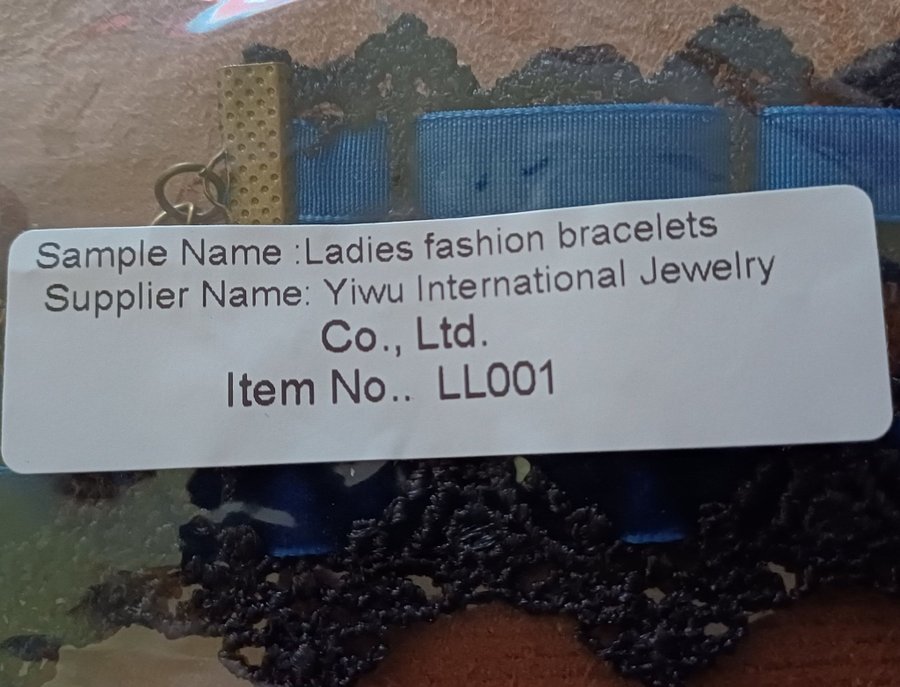 Sample Name :Ladies fashion bracelets
Supplier Name: Yiwu International Jewelry
Co., Ltd.
Item No.. LL001